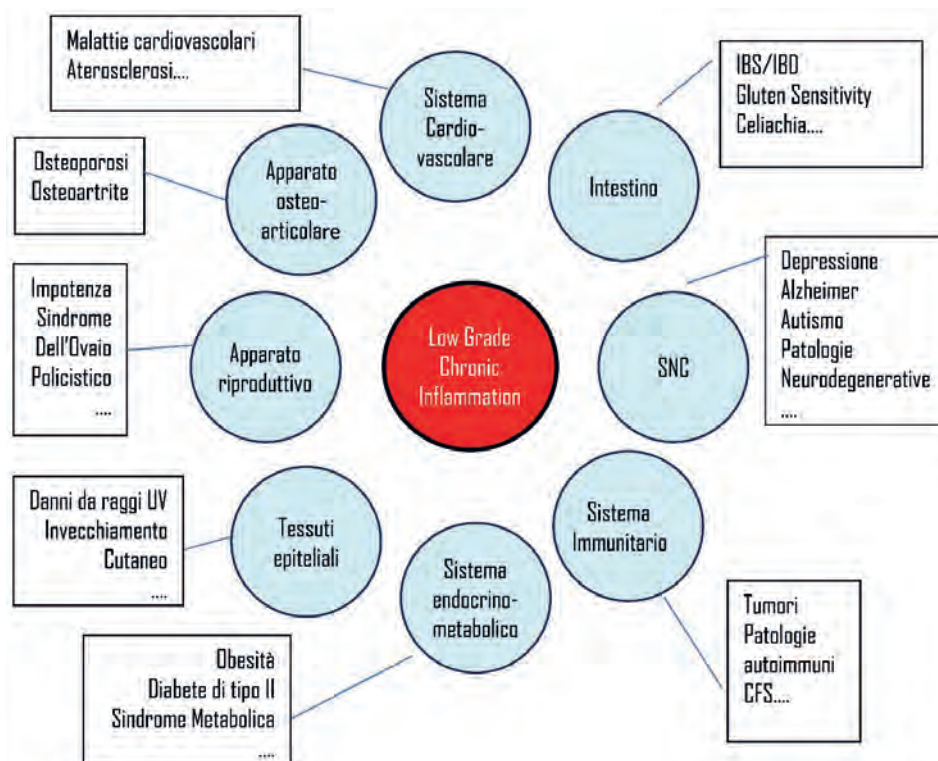 Malattie cardiovascolari
Aterosclerosi....
Sistema
Cardio-
vascolare
IBS/IBD
Gluten Sensitivity
Celiachia....
Intestino
Osteoporosi
Osteoartrite
Apparato
osteo-
articolare
Depressione
Alzheimer
Autismo
Patologie
Neurodegenerative
....
SNC
Impotenza
Sindrome
Dell'Ovaio
Policistico
....
Apparato
riproduttivo
Low Grade
Chronic
Inflammation
Danni da raggi UV
Invecchiamento
Cutaneo
....
Tessuti
epiteliali
Sistema
Immunitario
Tumori
Patologie
autoimmuni
CFS....
Sistema
endocrino-
metabolico
Obesità
Diabete di tipo II
Sindrome Metabolica
....